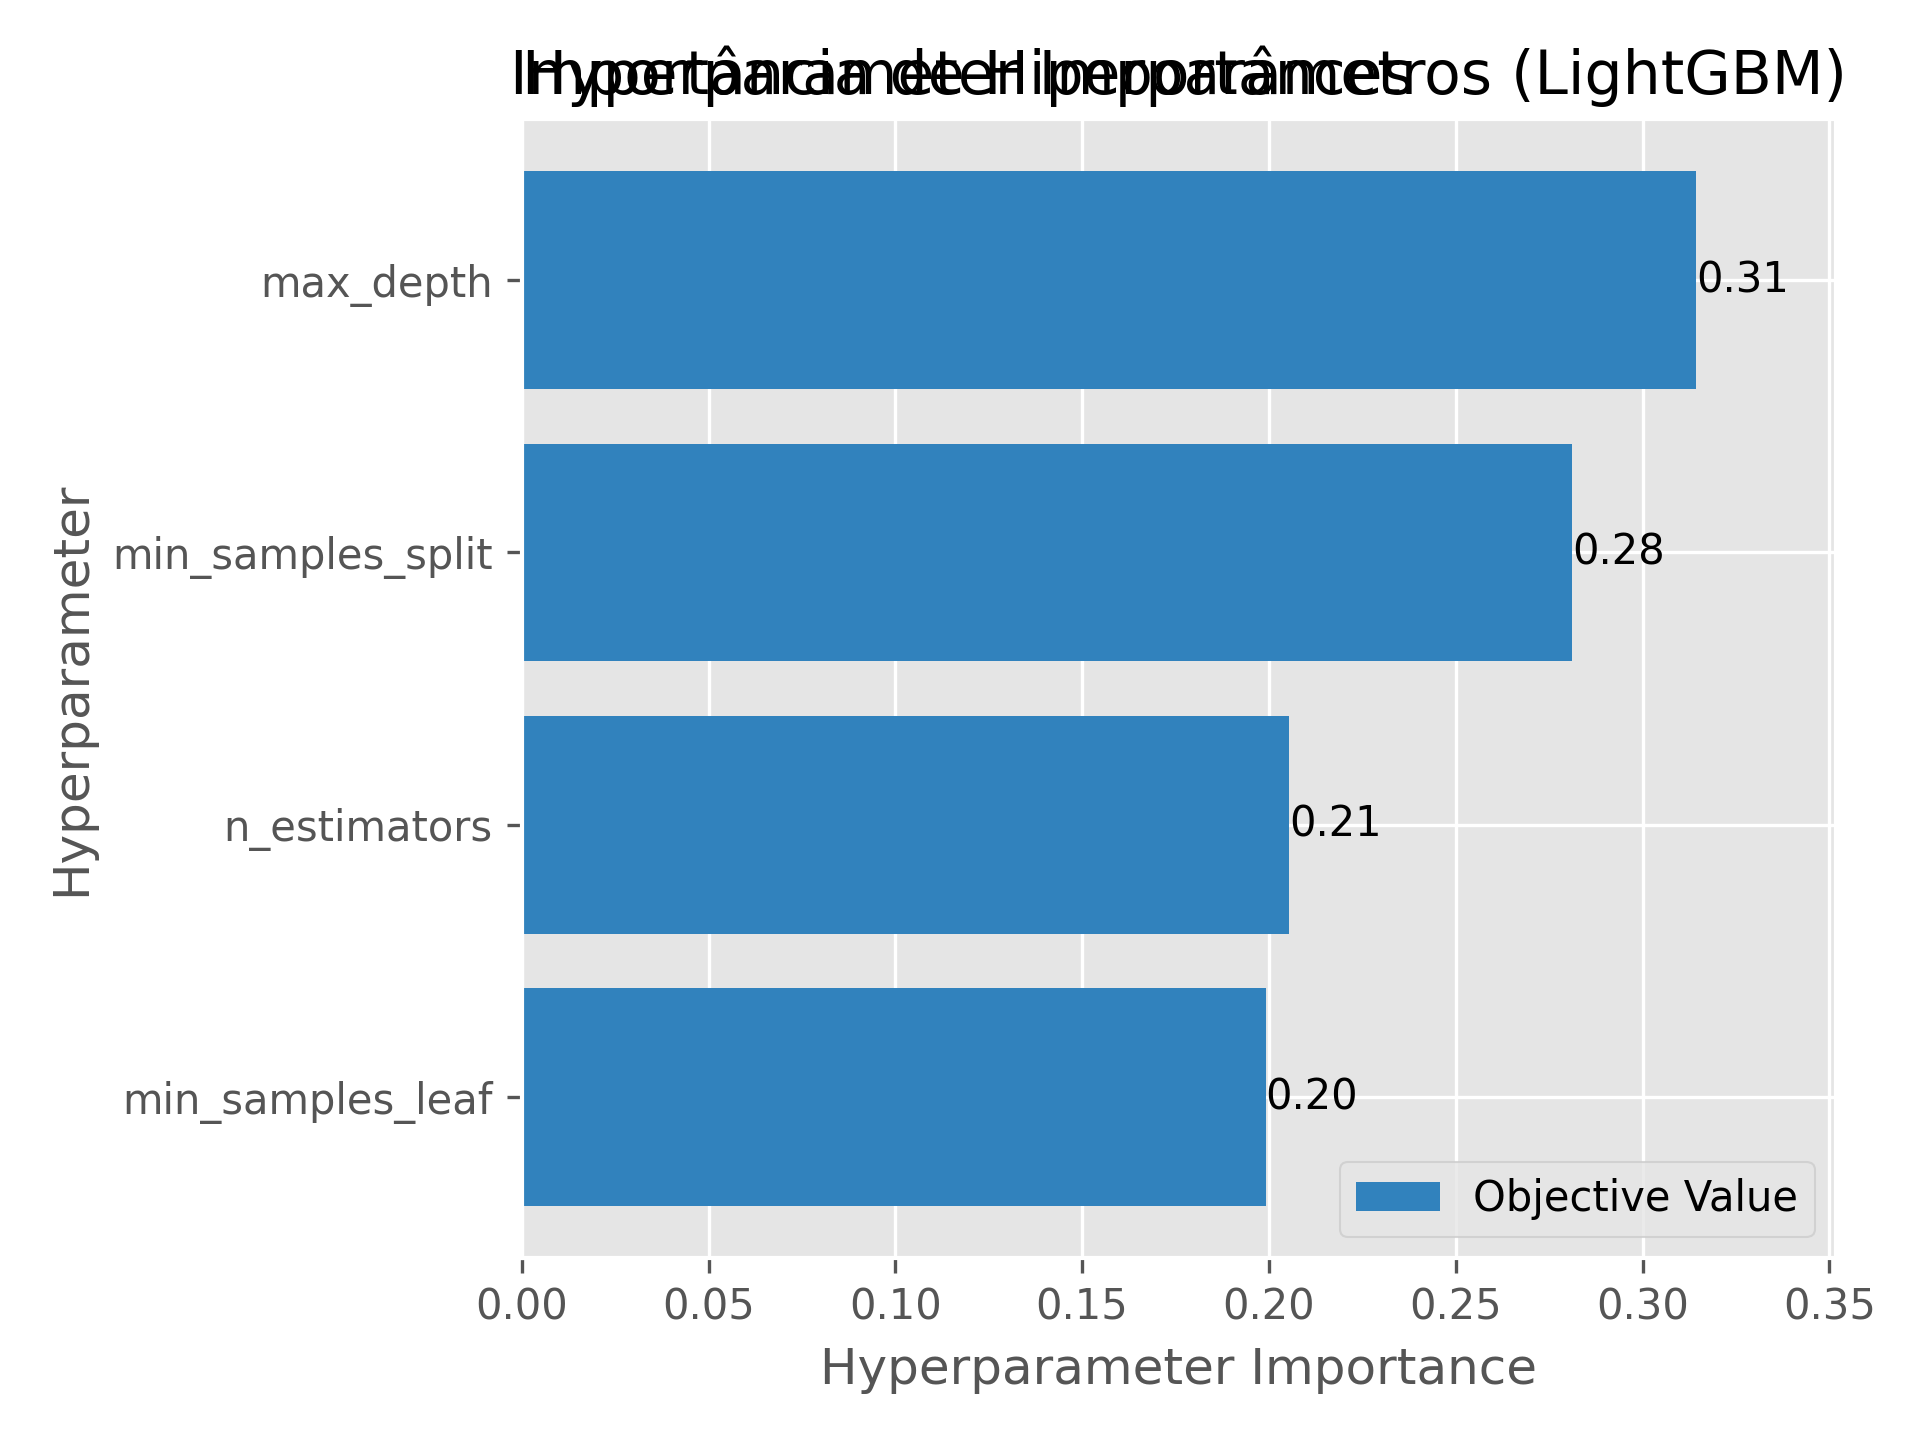 Importância de Hiperparâmetros (LightGBM)
Hyperparameter Importances
max_depth
0.31
min_samples_split
0.28
n_estimators
0.21
min_samples_leaf
0.20
Hyperparameter
Objective Value
0.00 0.05 0.10 0.15 0.20 0.25 0.30 0.35
Hyperparameter Importance